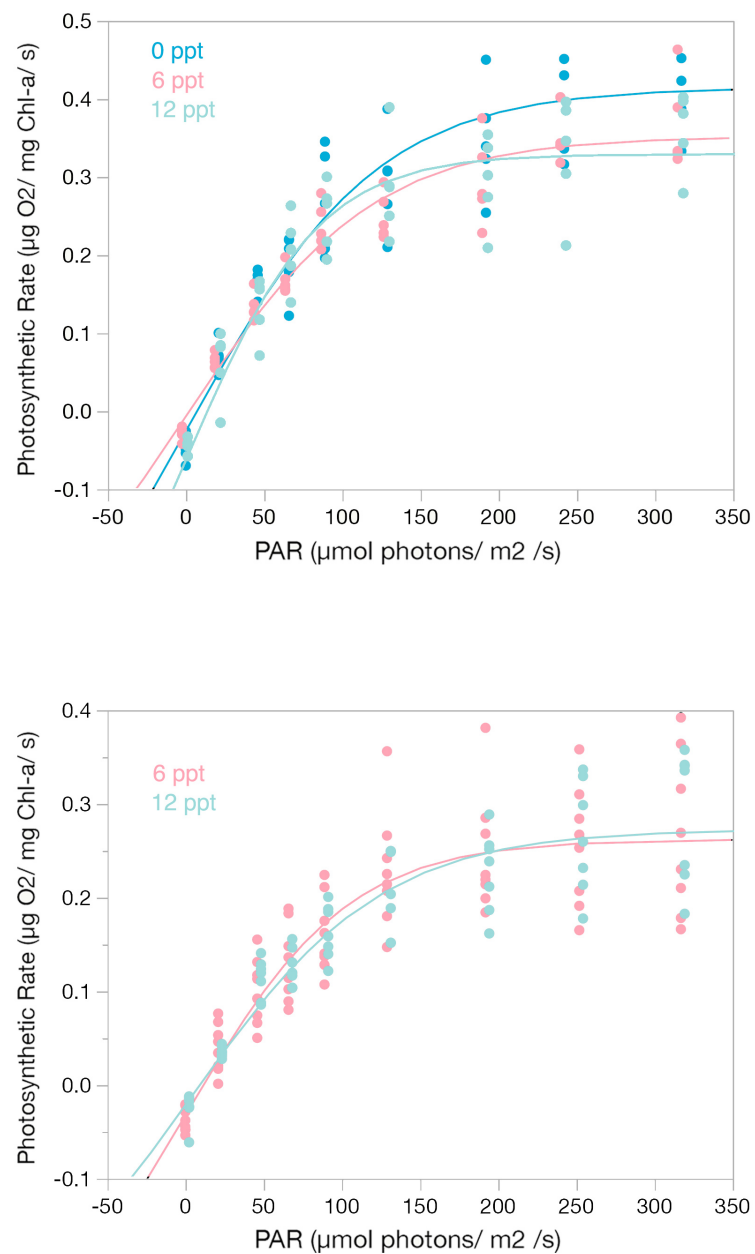 0.5
0 ppt
6 ppt
0.4
12 ppt
0.3
0.2
0.1
0.0
-0.1
-50 0 50 100 150 200 250 300 350
Photosynthetic Rate (µg O2/ mg Chl-a/ s)
PAR (µmol photons/ m2 /s)
0.4
6 ppt
12 ppt
0.3
0.2
0.1
0.0
-0.1
-50 0 50 100 150 200 250 300 350
Photosynthetic Rate (µg O2/ mg Chl-a/ s)
PAR (µmol photons/ m2 /s)